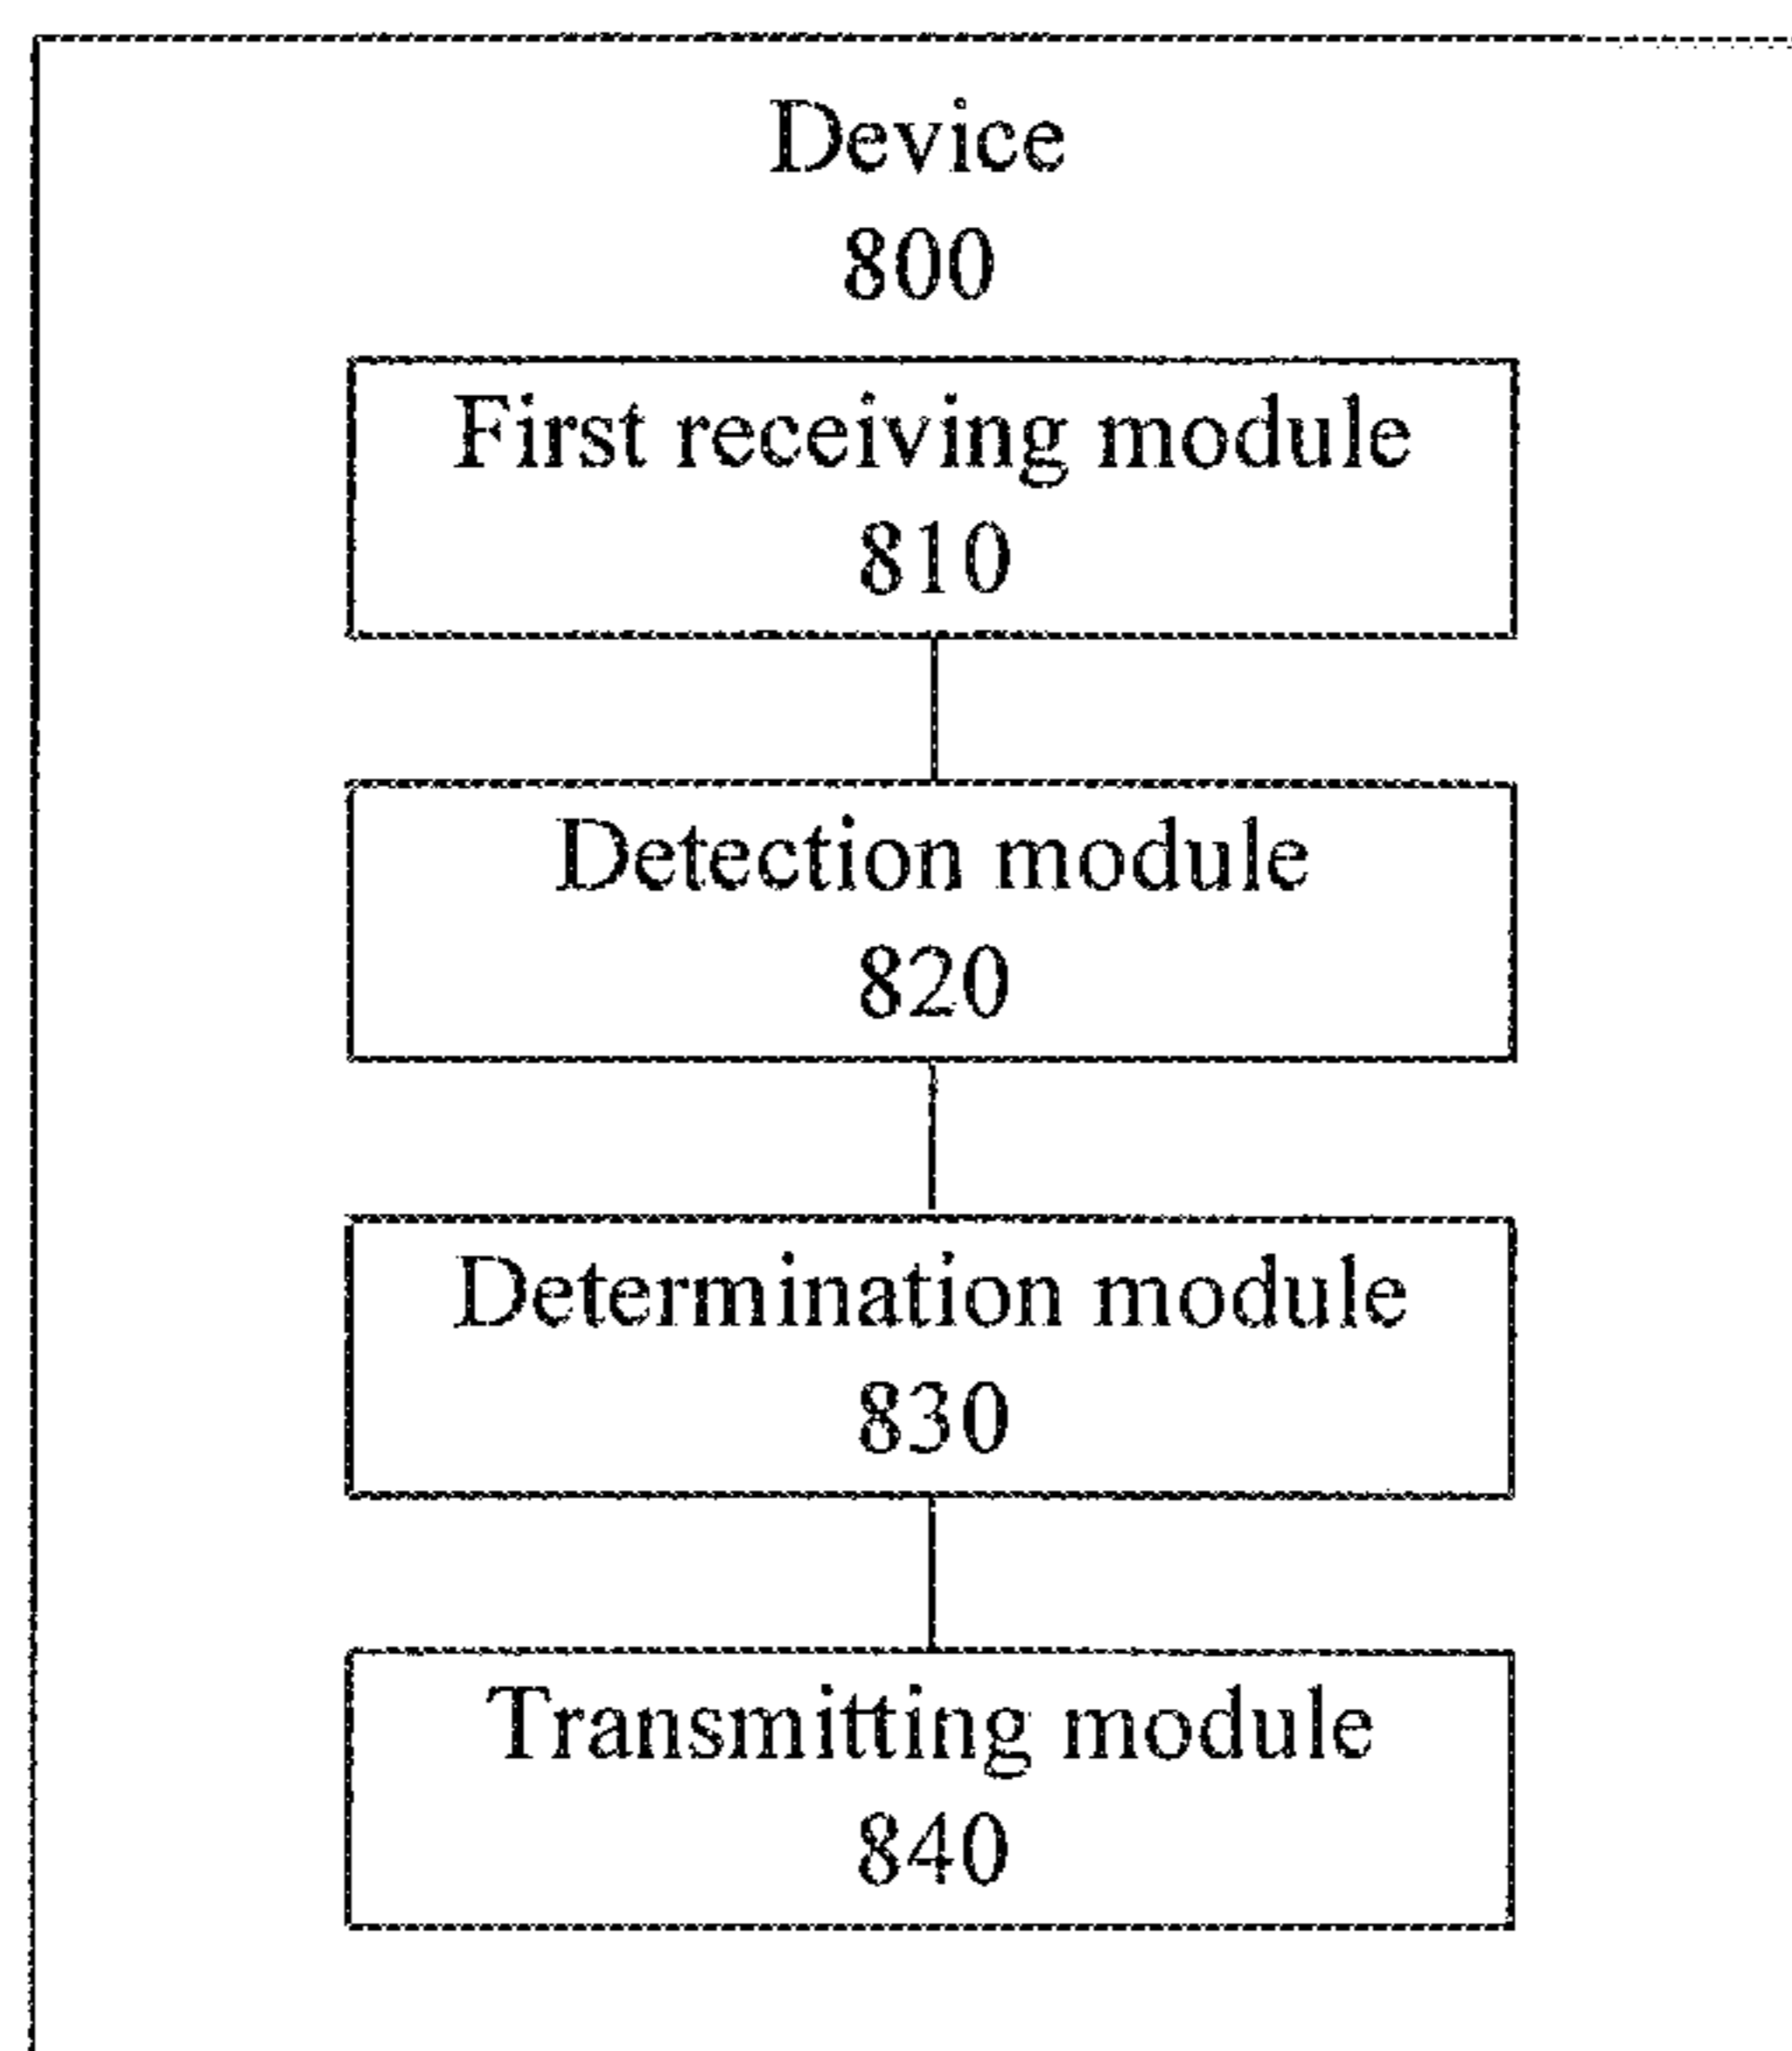 Device
800
First receiving module
810
Detection module
820
Determination module
830
Transmitting module
840